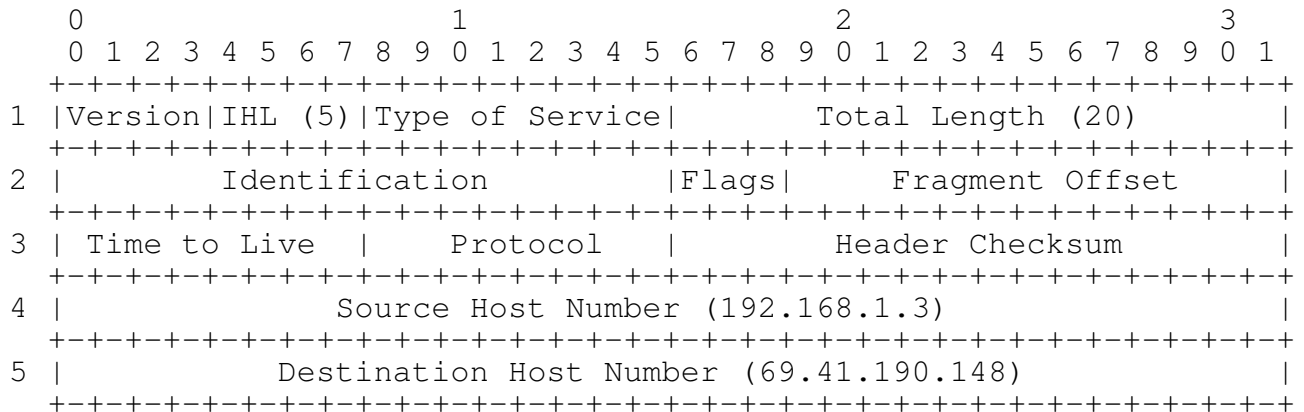 0                   1                   2                   3
 0 1 2 3 4 5 6 7 8 9 0 1 2 3 4 5 6 7 8 9 0 1 2 3 4 5 6 7 8 9 0 1
+-+-+-+-+-+-+-+-+-+-+-+-+-+-+-+-+-+-+-+-+-+-+-+-+-+-+-+-+-+-+-+-+
1 |Version|IHL (5)|Type of Service|       Total Length (20)       |
+-+-+-+-+-+-+-+-+-+-+-+-+-+-+-+-+-+-+-+-+-+-+-+-+-+-+-+-+-+-+-+-+
2 |        Identification         |Flags|     Fragment Offset     |
+-+-+-+-+-+-+-+-+-+-+-+-+-+-+-+-+-+-+-+-+-+-+-+-+-+-+-+-+-+-+-+-+
3 | Time to Live  |    Protocol   |        Header Checksum        |
+-+-+-+-+-+-+-+-+-+-+-+-+-+-+-+-+-+-+-+-+-+-+-+-+-+-+-+-+-+-+-+-+
4 |              Source Host Number (192.168.1.3)                 |
+-+-+-+-+-+-+-+-+-+-+-+-+-+-+-+-+-+-+-+-+-+-+-+-+-+-+-+-+-+-+-+-+
5 |           Destination Host Number (69.41.190.148)             |
+-+-+-+-+-+-+-+-+-+-+-+-+-+-+-+-+-+-+-+-+-+-+-+-+-+-+-+-+-+-+-+-+